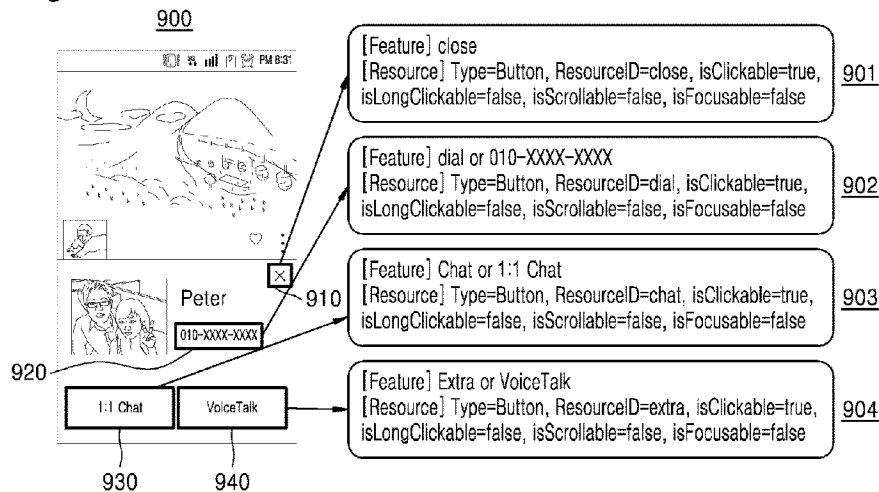 900
PM 8:31
Peter
010-XXXX-XXXX
1:1 Chat
VoiceTalk
910
920
930
940
[Feature] close
[Resource] Type=Button, ResourceID=close, isClickable=true,
isLongClickable=false, isScrollable=false, isFocusable=false
901
[Feature] dial or 010-XXXX-XXXX
[Resource] Type=Button, ResourceID=dial, isClickable=true,
isLongClickable=false, isScrollable=false, isFocusable=false
902
[Feature] Chat or 1:1 Chat
[Resource] Type=Button, ResourceID=chat, isClickable=true,
isLongClickable=false, isScrollable=false, isFocusable=false
903
[Feature] Extra or VoiceTalk
[Resource] Type=Button, ResourceID=extra, isClickable=true,
isLongClickable=false, isScrollable=false, isFocusable=false
904